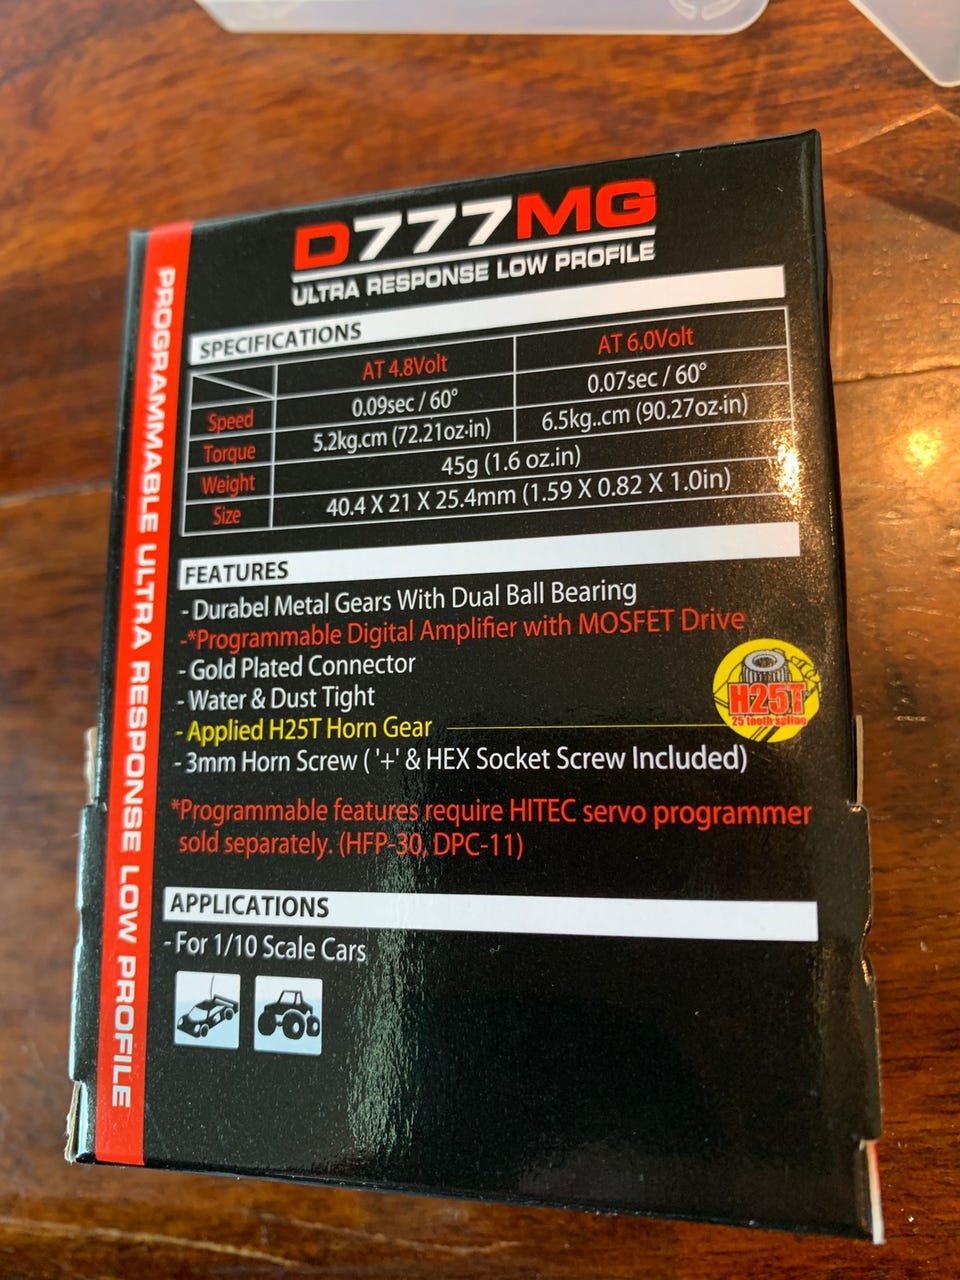 D777MG
ULTRA RESPONSE LOW PROFILE
PROGRAMMABLE ULTRA RESPONSE LOW PROFILE
SPECIFICATIONS
AT 4.8Volt AT 6.0Volt
Speed 0.09sec / 60° 0.07sec / 60°
Torque 5.2kg.cm (72.21oz·in) 6.5kg..cm (90.27oz·in)
Weight 45g (1.6 oz.in)
Size 40.4 X 21 X 25.4mm (1.59 X 0.82 X 1.0in)
FEATURES
- Durabel Metal Gears With Dual Ball Bearing
-*Programmable Digital Amplifier with MOSFET Drive
- Gold Plated Connector
- Water & Dust Tight
- Applied H25T Horn Gear
H25T
25 tooth spline
- 3mm Horn Screw ( '+' & HEX Socket Screw Included)
*Programmable features require HITEC servo programmer
sold separately. (HFP-30, DPC-11)
APPLICATIONS
- For 1/10 Scale Cars